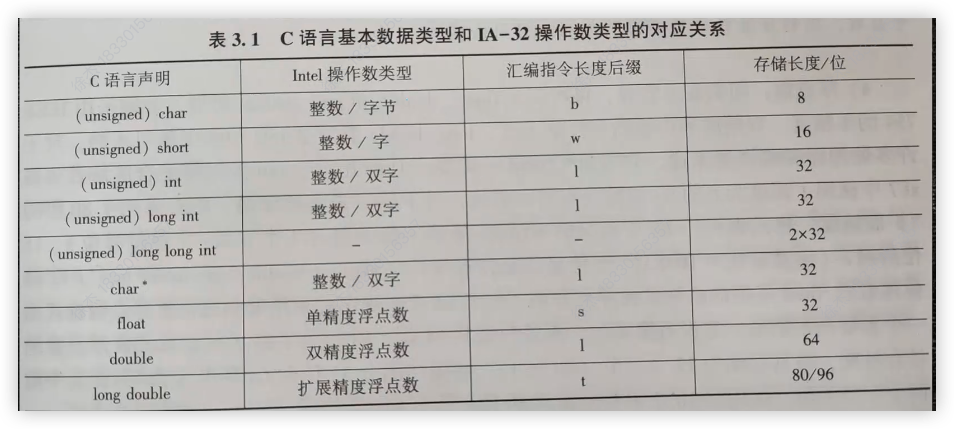 表 3.1 C 语言基本数据类型和 IA-32 操作数类型的对应关系
C 语言声明 Intel 操作数类型 汇编指令长度后缀 存储长度/位
(unsigned) char 整数 / 字节 b 8
(unsigned) short 整数 / 字 w 16
(unsigned) int 整数 / 双字 l 32
(unsigned) long int 整数 / 双字 l 32
(unsigned) long long int - - 2×32
char* 整数 / 双字 l 32
float 单精度浮点数 s 32
double 双精度浮点数 l 64
long double 扩展精度浮点数 t 80/96